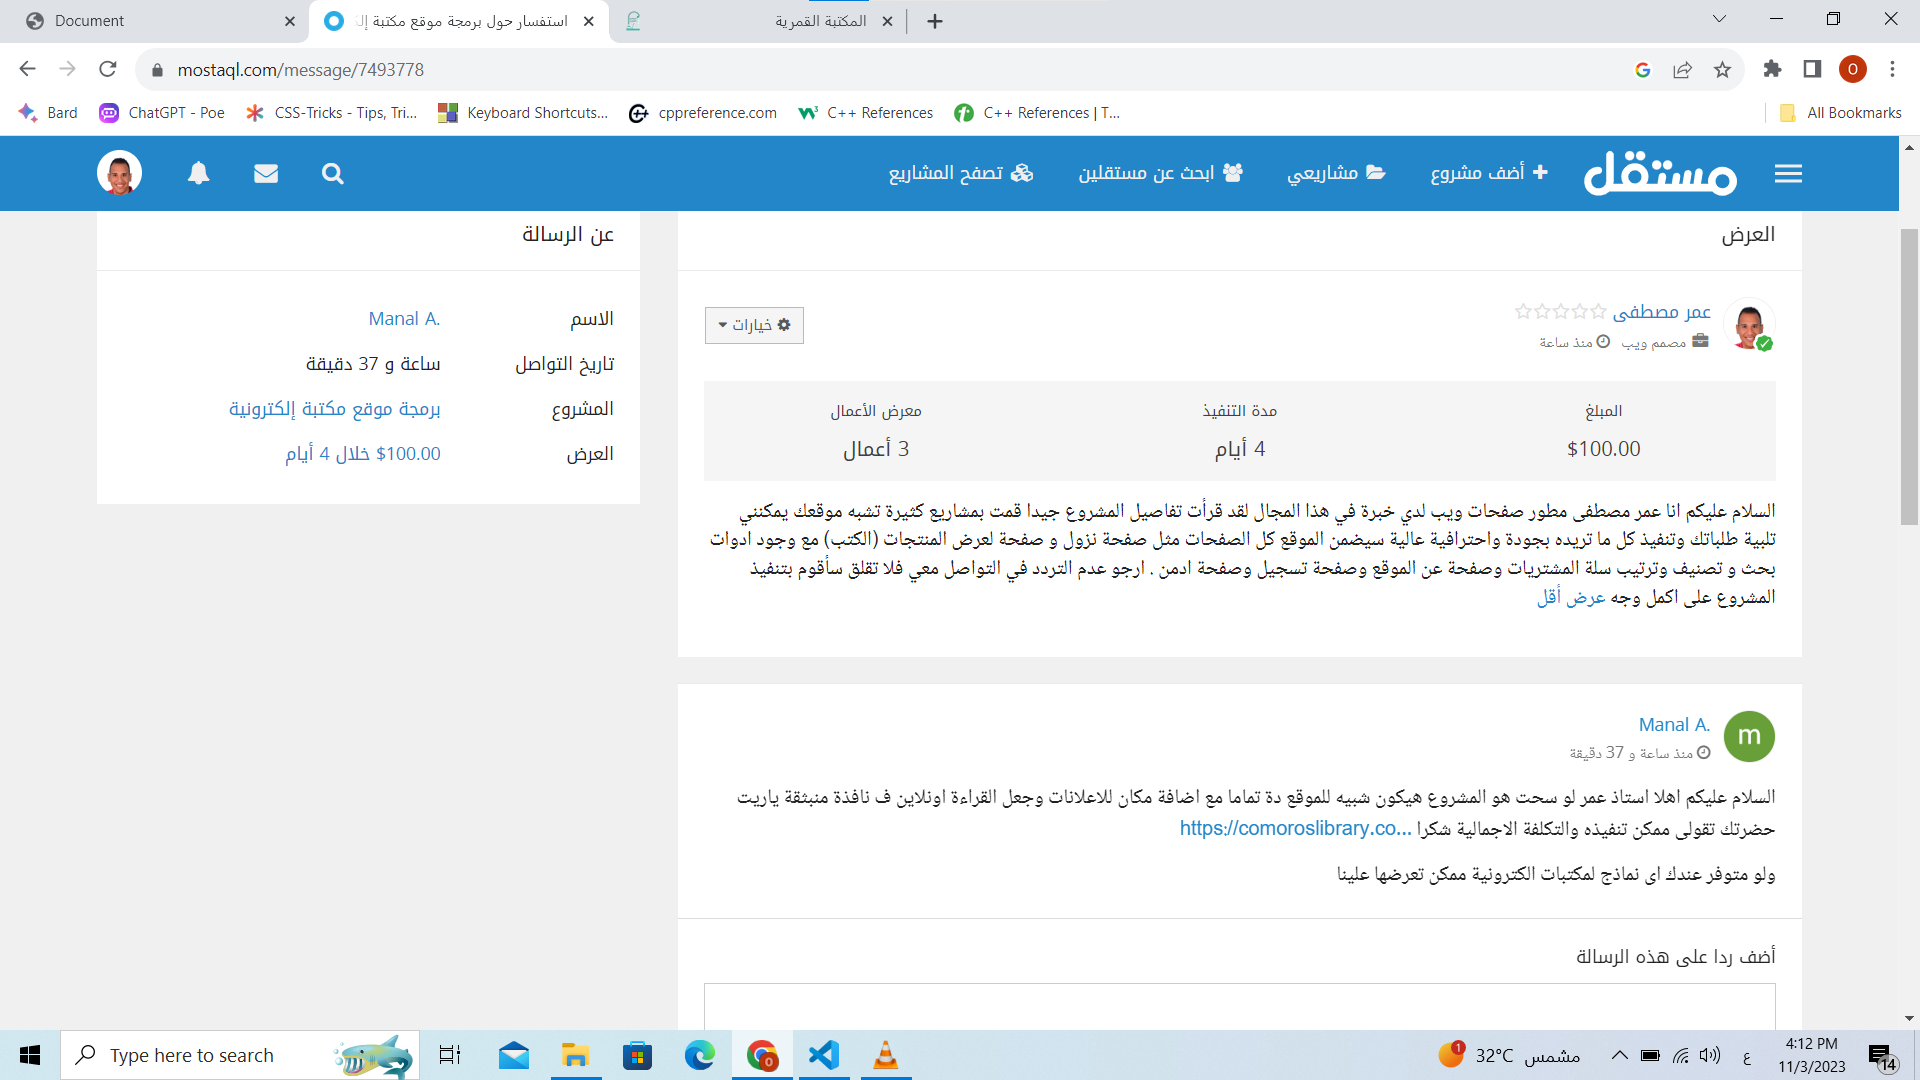 Document
استفسار حول برمجة موقع مكتبة إلك
المكتبة القمرية
mostaql.com/message/7493778
O
Bard
ChatGPT - Poe
CSS-Tricks - Tips, Tri...
Keyboard Shortcuts...
cppreference.com
C++ References
C++ References | T...
All Bookmarks
مستقل
أضف مشروع
مشاريعي
ابحث عن مستقلين
تصفح المشاريع
العرض
عمر مصطفى
مصمم ويب
منذ ساعة
خيارات
المبلغ
مدة التنفيذ
معرض الأعمال
$100.00
4 أيام
3 أعمال
السلام عليكم انا عمر مصطفى مطور صفحات ويب لدي خبرة في هذا المجال لقد قرأت تفاصيل المشروع جيدا قمت بمشاريع كثيرة تشبه موقعك يمكنني
تلبية طلباتك وتنفيذ كل ما تريده بجودة واحترافية عالية سيضمن الموقع كل الصفحات مثل صفحة نزول و صفحة لعرض المنتجات (الكتب) مع وجود ادوات
بحث و تصنيف وترتيب سلة المشتريات وصفحة عن الموقع وصفحة تسجيل وصفحة ادمن . ارجو عدم التردد في التواصل معي فلا تقلق سأقوم بتنفيذ
المشروع على اكمل وجه عرض أقل
عن الرسالة
الاسم
Manal A.
تاريخ التواصل
ساعة و 37 دقيقة
المشروع
برمجة موقع مكتبة إلكترونية
العرض
$100.00 خلال 4 أيام
m
Manal A.
منذ ساعة و 37 دقيقة
السلام عليكم اهلا استاذ عمر لو سحت هو المشروع هيكون شبيه للموقع دة تماما مع اضافة مكان للاعلانات وجعل القراءة اونلاين ف نافذة منبثقة ياريت
حضرتك تقولى ممكن تنفيذه والتكلفة الاجمالية شكرا https://comoroslibrary.co...
ولو متوفر عندك اى نماذج لمكتبات الكترونية ممكن تعرضها علينا
أضف ردا على هذه الرسالة
Type here to search
O
1
32°C مشمس
ع
4:12 PM
11/3/2023
14